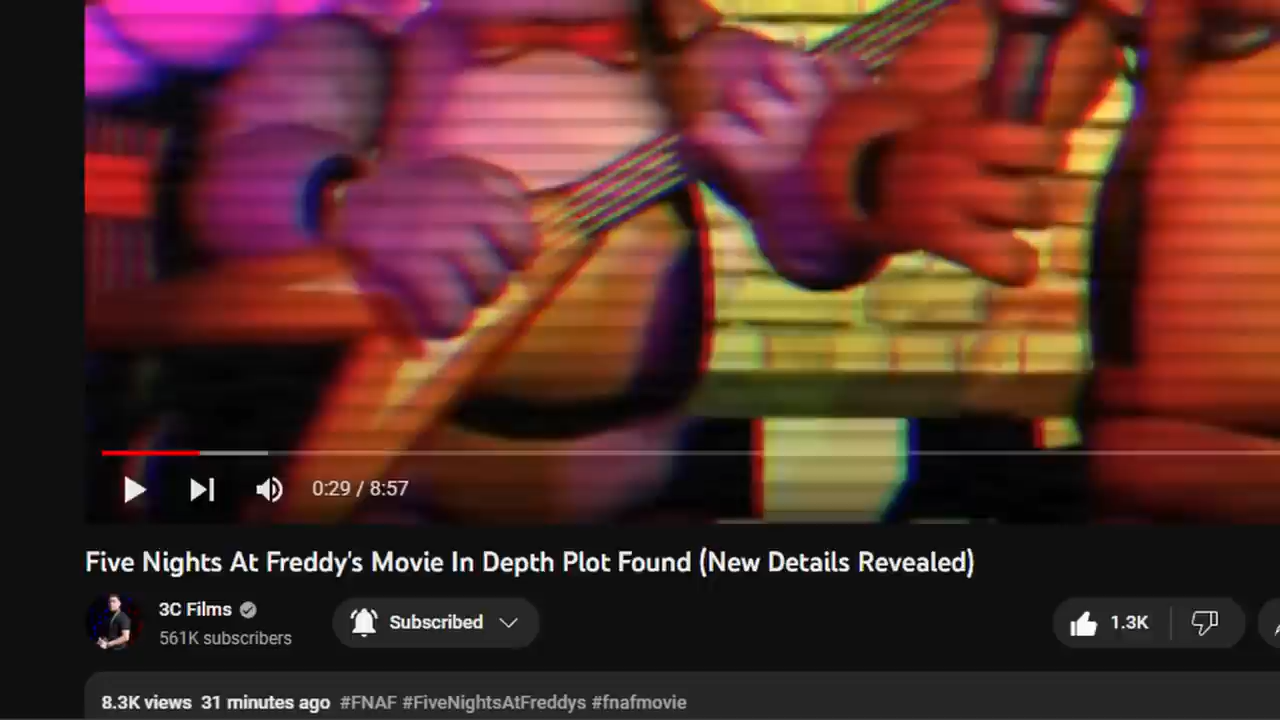 0:29 / 8:57
Five Nights At Freddy's Movie In Depth Plot Found (New Details Revealed)
3C Films
561K subscribers
Subscribed
1.3K
8.3K views 31 minutes ago #FNAF #FiveNightsAtFreddys #fnafmovie